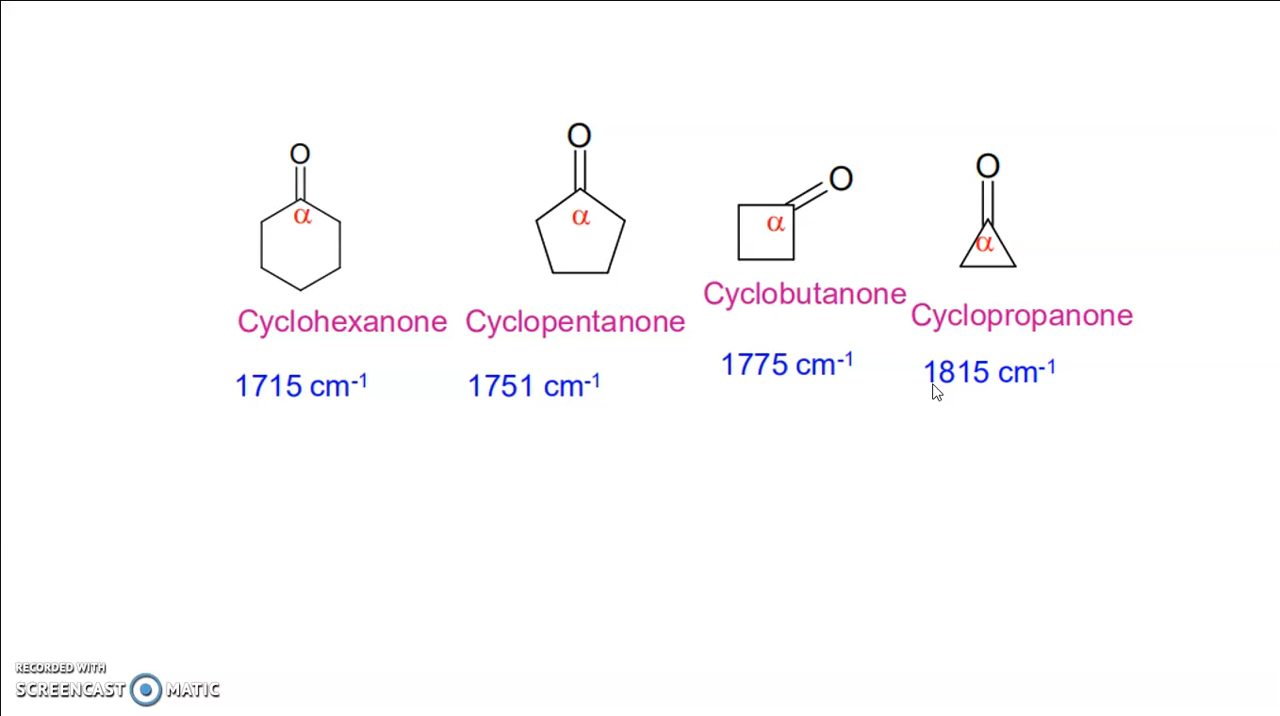 O O O O
α α α α
Cyclohexanone Cyclopentanone Cyclobutanone Cyclopropanone
1715 cm⁻¹ 1751 cm⁻¹ 1775 cm⁻¹ 1815 cm⁻¹
RECORDED WITH
SCREENCAST MATIC